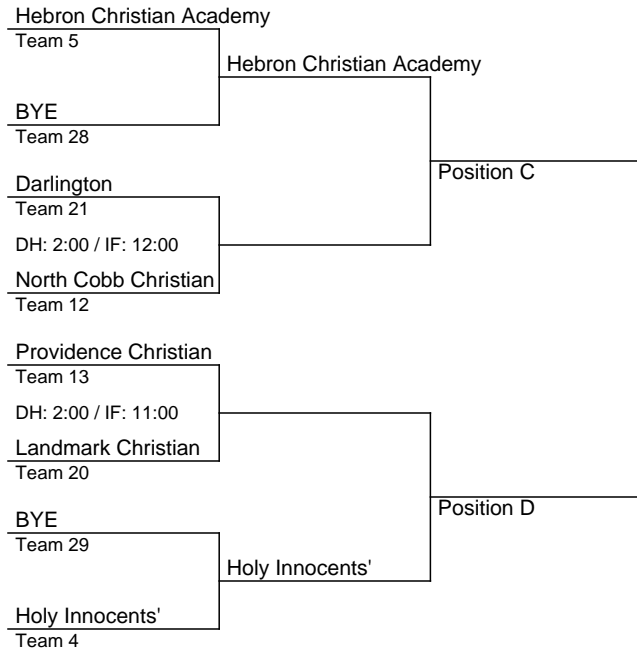 Hebron Christian Academy
Team 5
Hebron Christian Academy
BYE
Team 28
Position C
Darlington
Team 21
DH: 2:00 / IF: 12:00
North Cobb Christian
Team 12
Providence Christian
Team 13
DH: 2:00 / IF: 11:00
Landmark Christian
Team 20
Position D
BYE
Team 29
Holy Innocents'
Holy Innocents'
Team 4